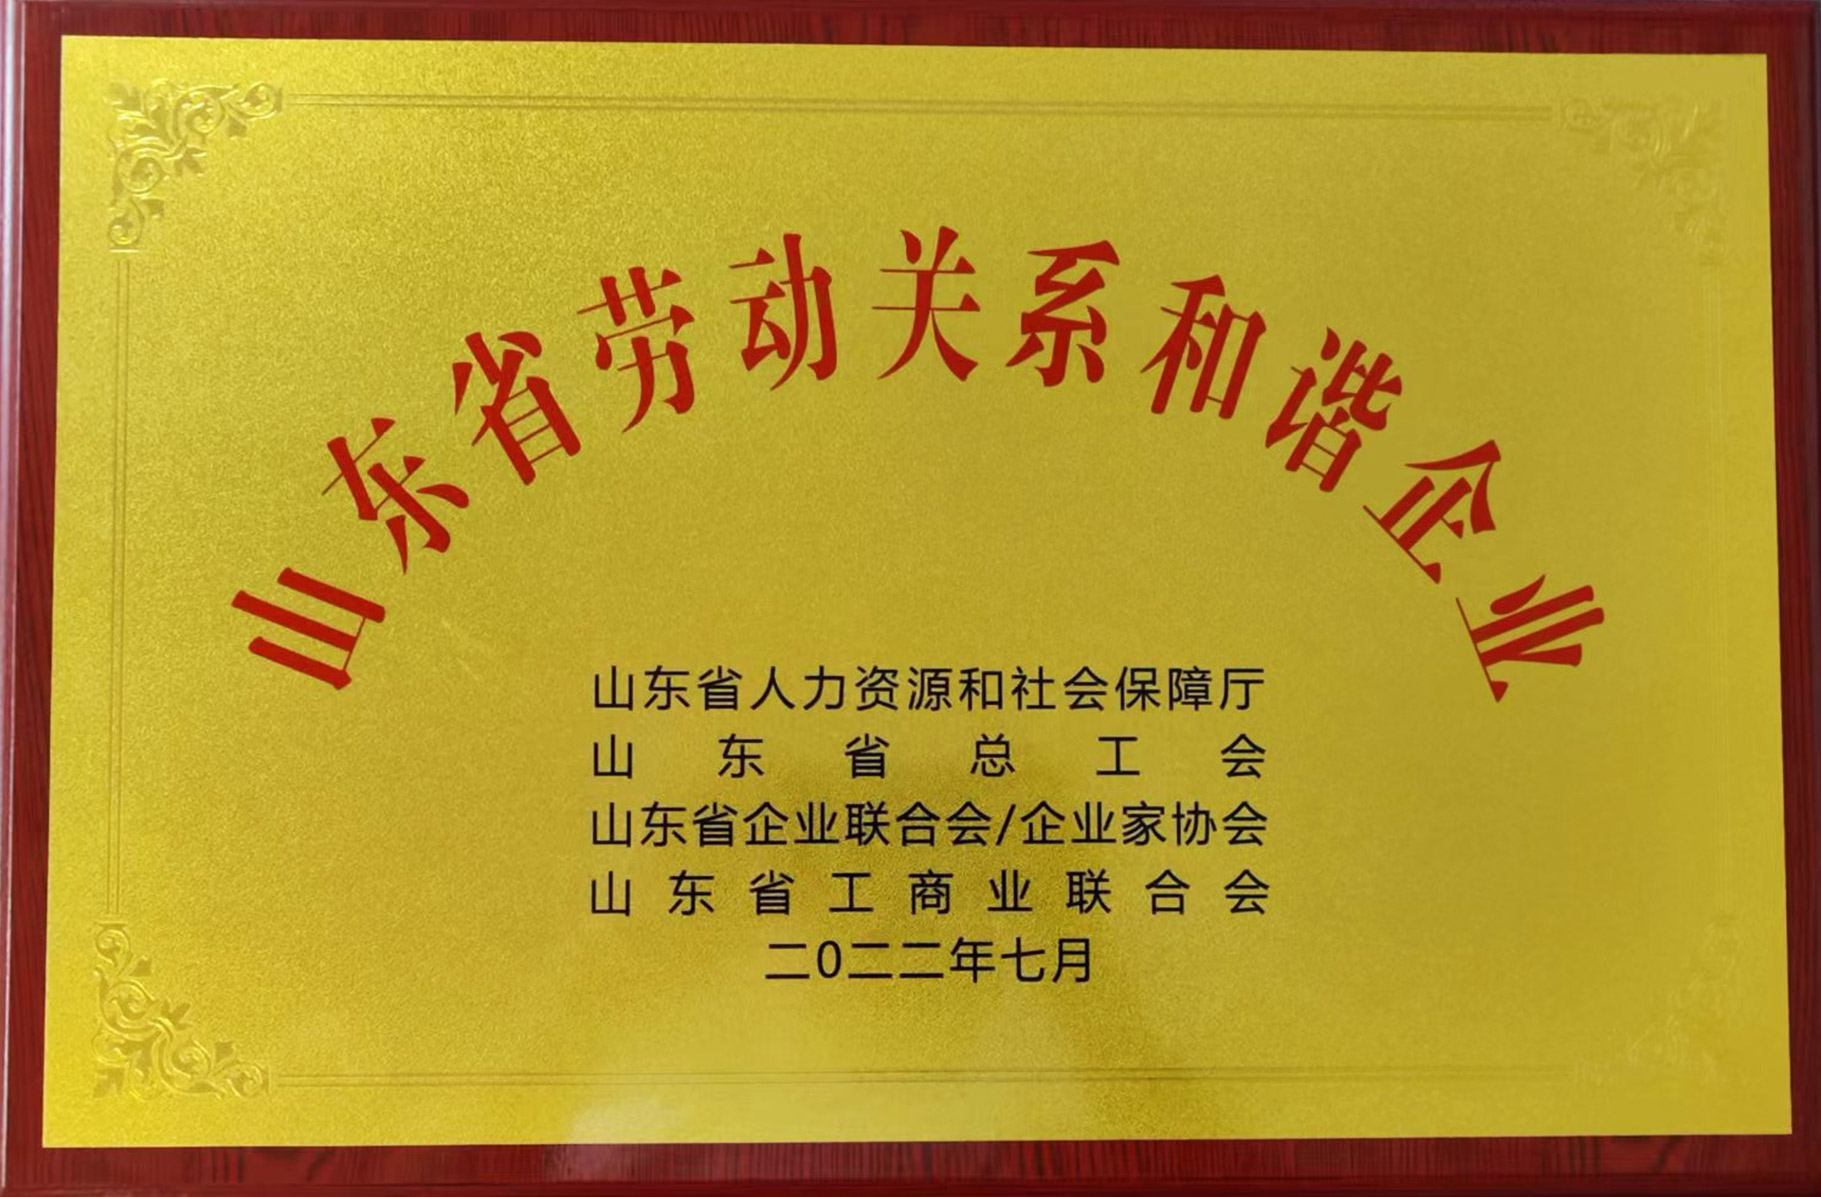 山东省劳动关系和谐企业
山东省人力资源和社会保障厅
山东省总工会
山东省企业联合会/企业家协会
山东省工商业联合会
二0二二年七月